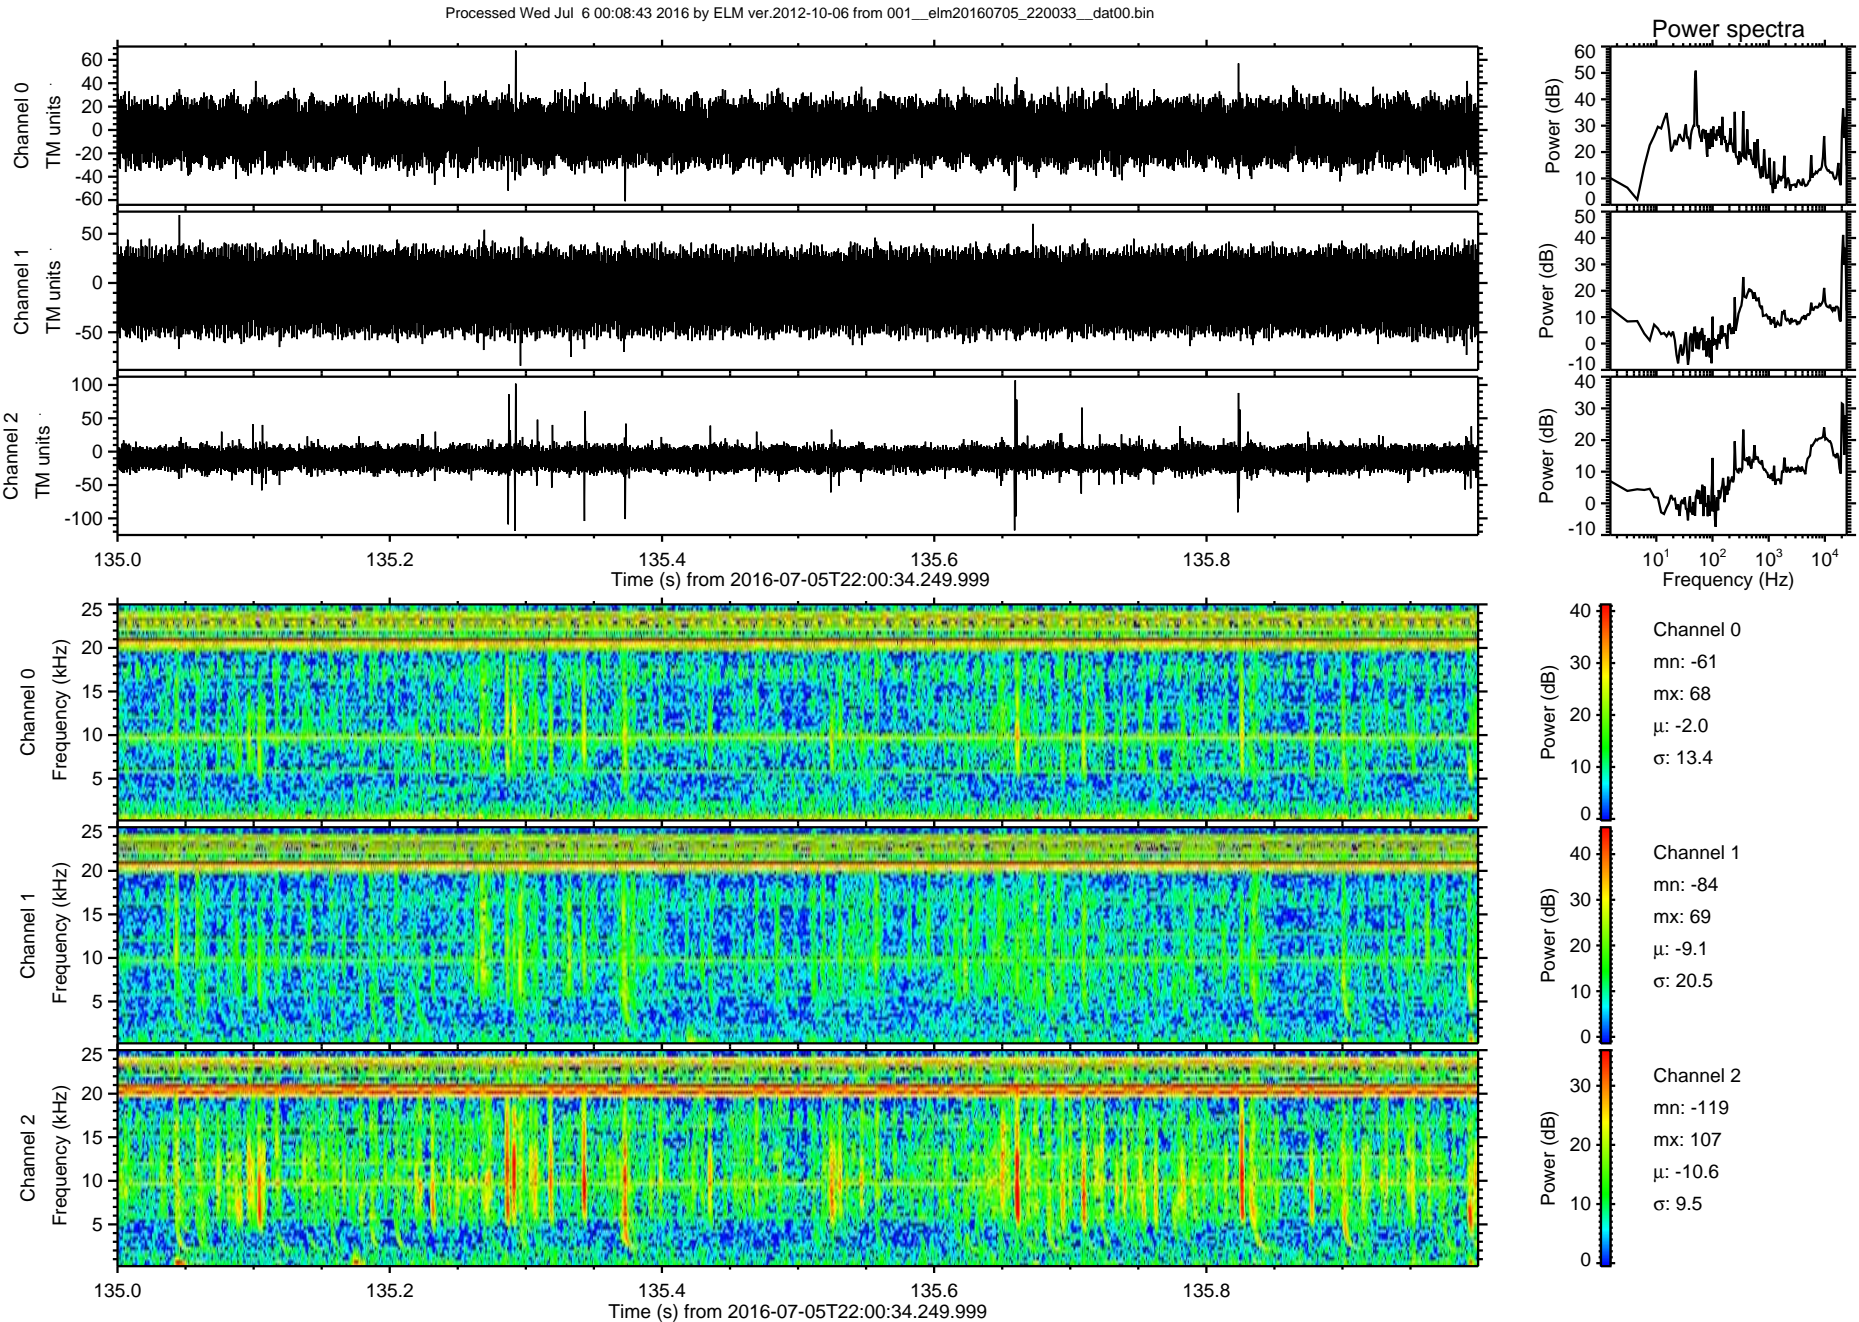 Processed Wed Jul  6 00:08:43 2016 by ELM ver.2012-10-06 from 001__elm20160705_220033__dat00.bin
Power spectra
Channel 0
TM units
60
40
20
0
-20
-40
-60
Power (dB)
60
50
40
30
20
10
0
Channel 1
TM units
50
0
-50
Power (dB)
50
40
30
20
10
0
-10
Channel 2
TM units
100
50
0
-50
-100
Power (dB)
40
30
20
10
0
-10
135.0 135.2 135.4 135.6 135.8
Time (s) from 2016-07-05T22:00:34.249.999
10^1 10^2 10^3 10^4
Frequency (Hz)
Channel 0
Frequency (kHz)
25
20
15
10
5
Power (dB)
40
30
20
10
0
Channel 0
mn: -61
mx: 68
μ: -2.0
σ: 13.4
Channel 1
Frequency (kHz)
25
20
15
10
5
Power (dB)
40
30
20
10
0
Channel 1
mn: -84
mx: 69
μ: -9.1
σ: 20.5
Channel 2
Frequency (kHz)
25
20
15
10
5
Power (dB)
30
20
10
0
Channel 2
mn: -119
mx: 107
μ: -10.6
σ: 9.5
135.0 135.2 135.4 135.6 135.8
Time (s) from 2016-07-05T22:00:34.249.999